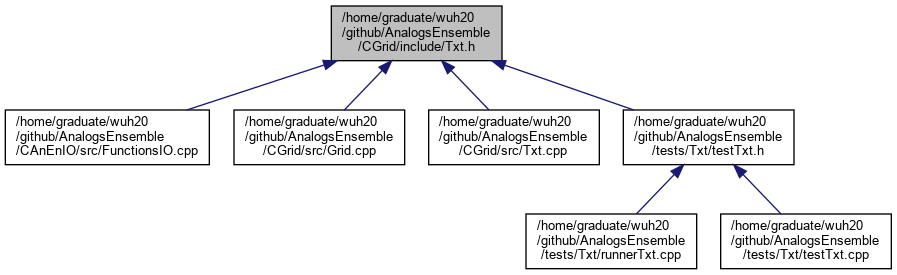 /home/graduate/wuh20
/github/AnalogsEnsemble
/CGrid/include/Txt.h
/home/graduate/wuh20
/github/AnalogsEnsemble
/CAnEnIO/src/FunctionsIO.cpp
/home/graduate/wuh20
/github/AnalogsEnsemble
/CGrid/src/Grid.cpp
/home/graduate/wuh20
/github/AnalogsEnsemble
/CGrid/src/Txt.cpp
/home/graduate/wuh20
/github/AnalogsEnsemble
/tests/Txt/testTxt.h
/home/graduate/wuh20
/github/AnalogsEnsemble
/tests/Txt/runnerTxt.cpp
/home/graduate/wuh20
/github/AnalogsEnsemble
/tests/Txt/testTxt.cpp